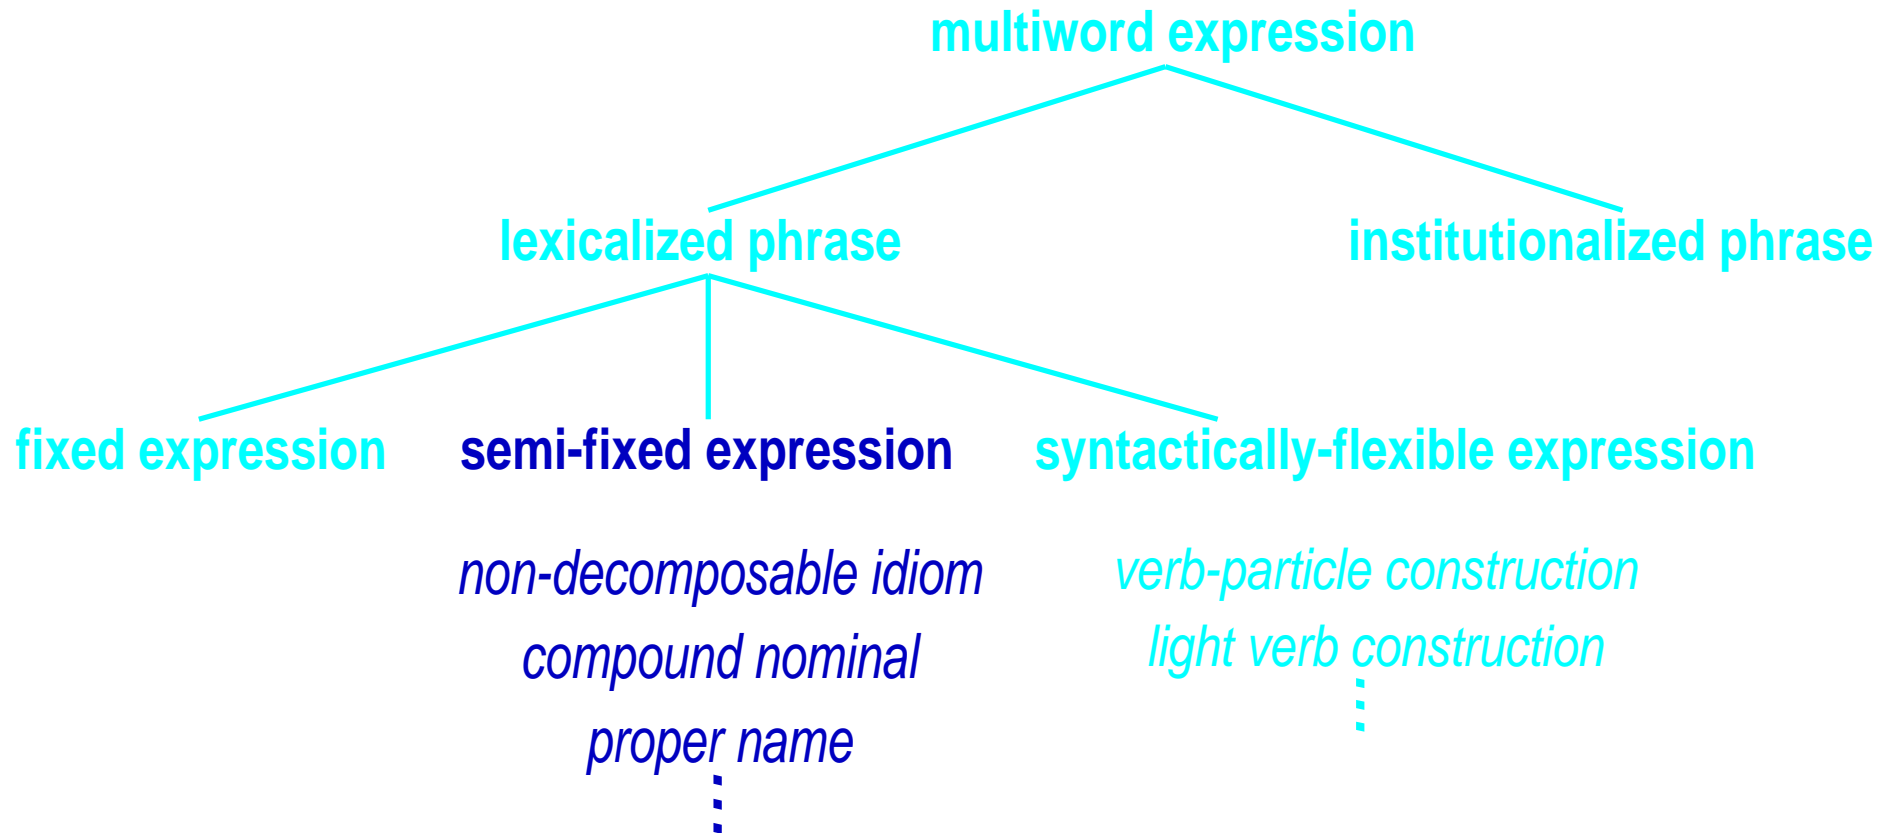 multiword expression
lexicalized phrase
institutionalized phrase
fixed expression
semi-fixed expression
syntactically-flexible expression
non-decomposable idiom
compound nominal
proper name
⋮
verb-particle construction
light verb construction
⋮